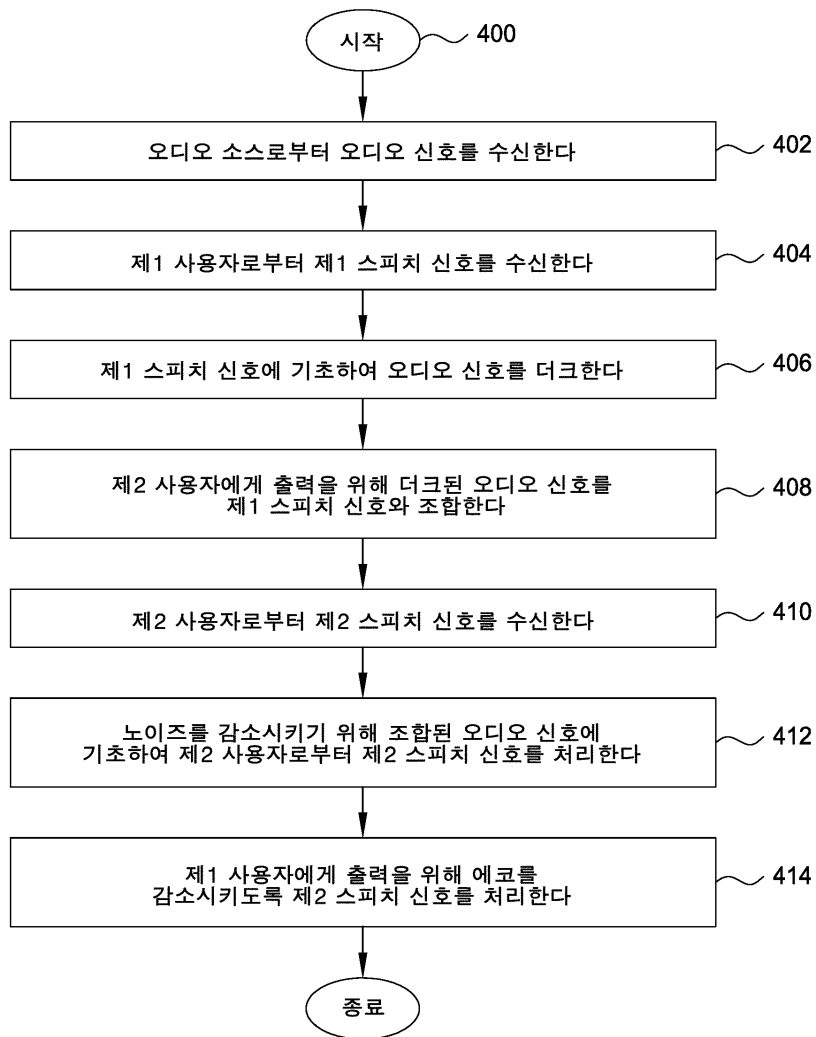 시작
400
오디오 소스로부터 오디오 신호를 수신한다
402
제1 사용자로부터 제1 스피치 신호를 수신한다
404
제1 스피치 신호에 기초하여 오디오 신호를 더크한다
406
제2 사용자에게 출력을 위해 더크된 오디오 신호를
제1 스피치 신호와 조합한다
408
제2 사용자로부터 제2 스피치 신호를 수신한다
410
노이즈를 감소시키기 위해 조합된 오디오 신호에
기초하여 제2 사용자로부터 제2 스피치 신호를 처리한다
412
제1 사용자에게 출력을 위해 에코를
감소시키도록 제2 스피치 신호를 처리한다
414
종료